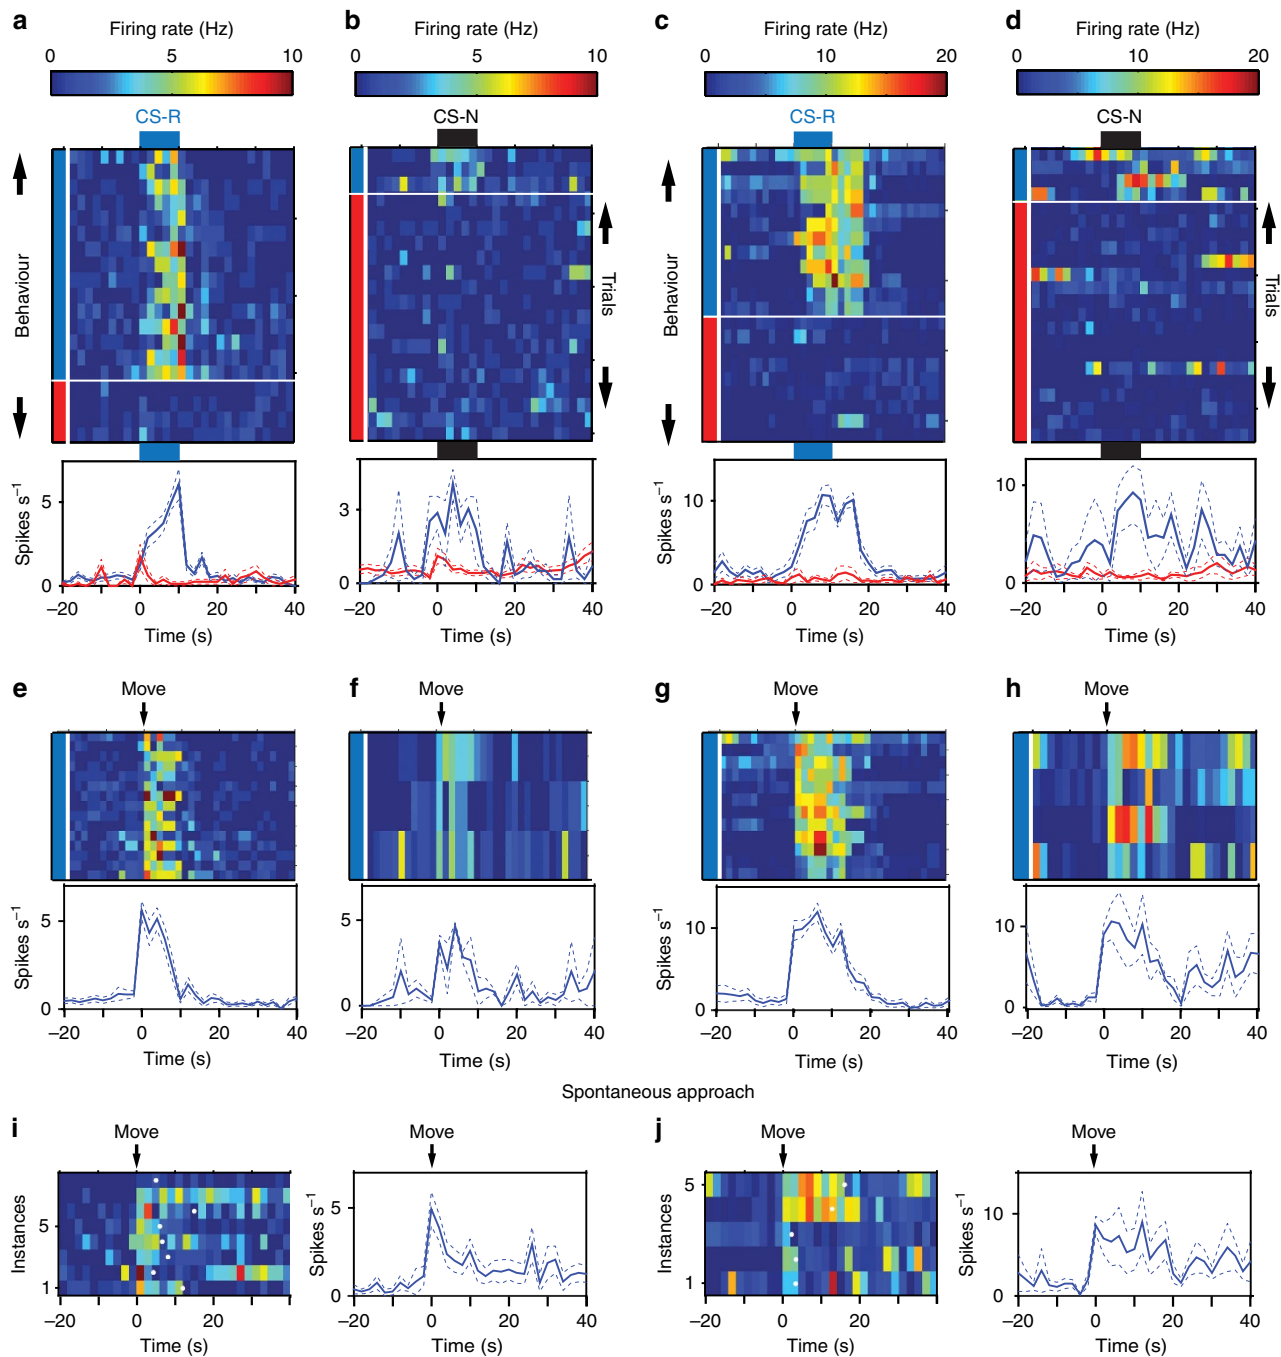 a b c d
Firing rate (Hz) Firing rate (Hz) Firing rate (Hz) Firing rate (Hz)
0 5 10 0 5 10 0 10 20 0 10 20
CS-R CS-N CS-R CS-N
Behaviour Trials Behaviour Trials
Spikes s⁻¹ 5 0 3 0 Spikes s⁻¹ 10 0 10 0
−20 0 20 40 −20 0 20 40 −20 0 20 40 −20 0 20 40
Time (s) Time (s) Time (s) Time (s)
e f g h
Move Move Move Move
Spikes s⁻¹ 5 0 5 0 Spikes s⁻¹ 10 0 10 0
−20 0 20 40 −20 0 20 40 −20 0 20 40 −20 0 20 40
Time (s) Time (s) Time (s) Time (s)
Spontaneous approach
i j
Move Move Move Move
Instances 5 1 Spikes s⁻¹ 5 0 Instances 5 1 Spikes s⁻¹ 10 0
−20 0 20 40 −20 0 20 40 −20 0 20 40 −20 0 20 40
Time (s) Time (s) Time (s) Time (s)